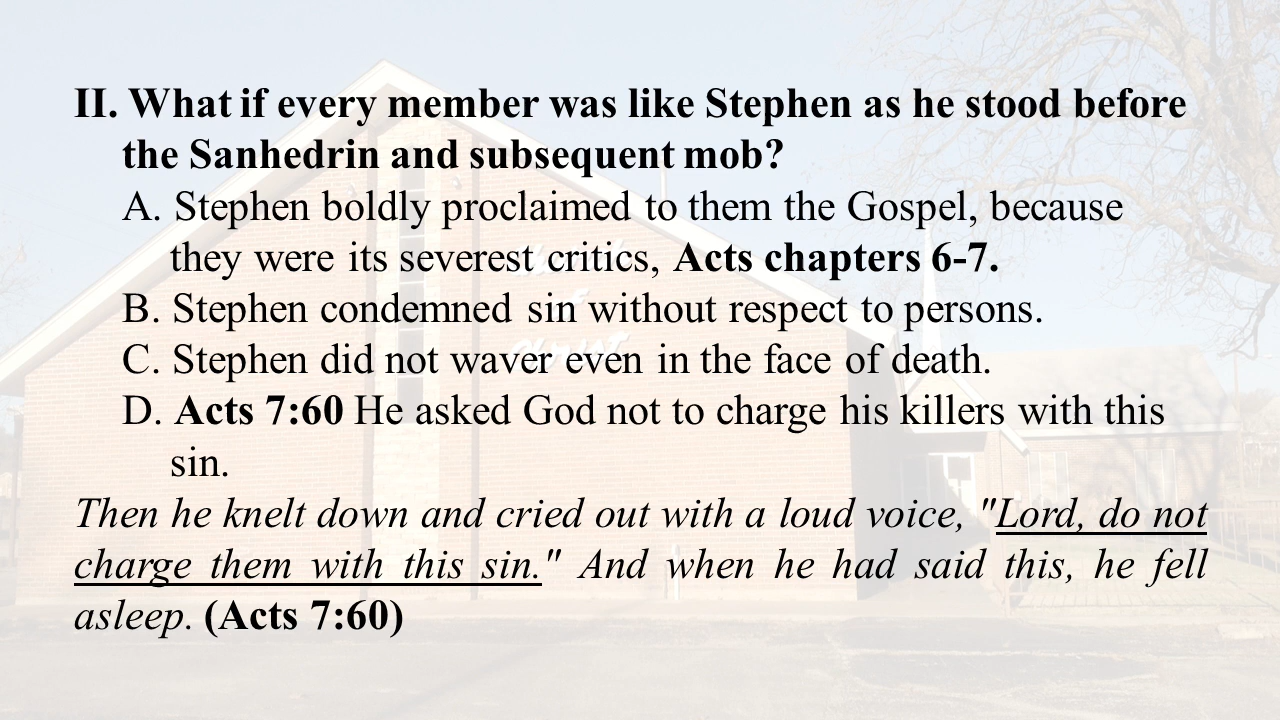 II. What if every member was like Stephen as he stood before
the Sanhedrin and subsequent mob?
A. Stephen boldly proclaimed to them the Gospel, because
they were its severest critics, Acts chapters 6-7.
B. Stephen condemned sin without respect to persons.
C. Stephen did not waver even in the face of death.
D. Acts 7:60 He asked God not to charge his killers with this
sin.
Then he knelt down and cried out with a loud voice, "Lord, do not
charge them with this sin." And when he had said this, he fell
asleep. (Acts 7:60)
Christ